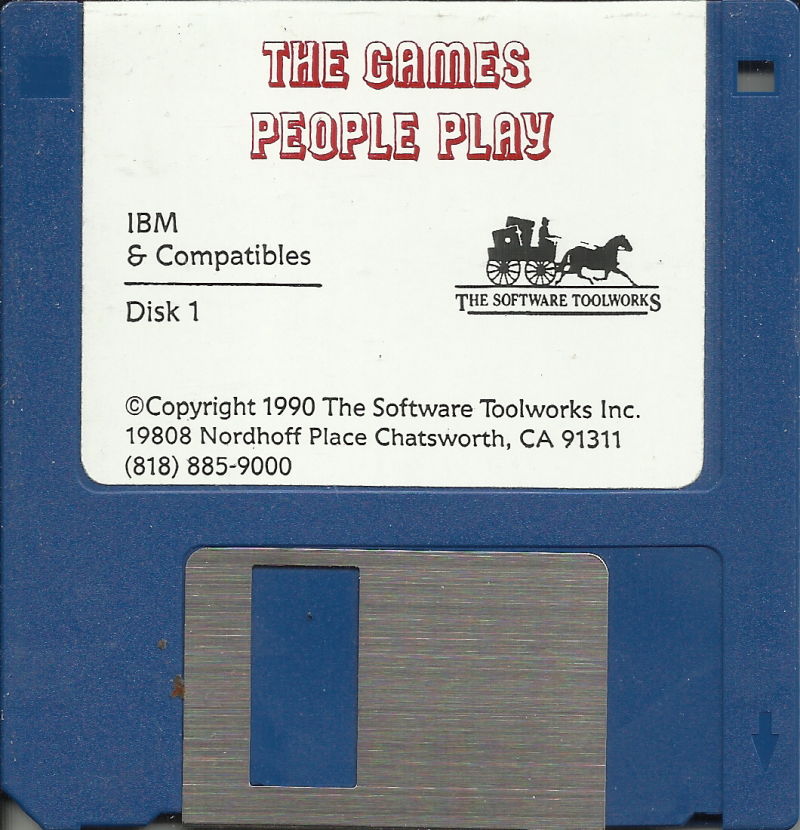 THE GAMES
PEOPLE PLAY
IBM
& Compatibles
Disk 1
THE SOFTWARE TOOLWORKS
©Copyright 1990 The Software Toolworks Inc.
19808 Nordhoff Place Chatsworth, CA 91311
(818) 885-9000